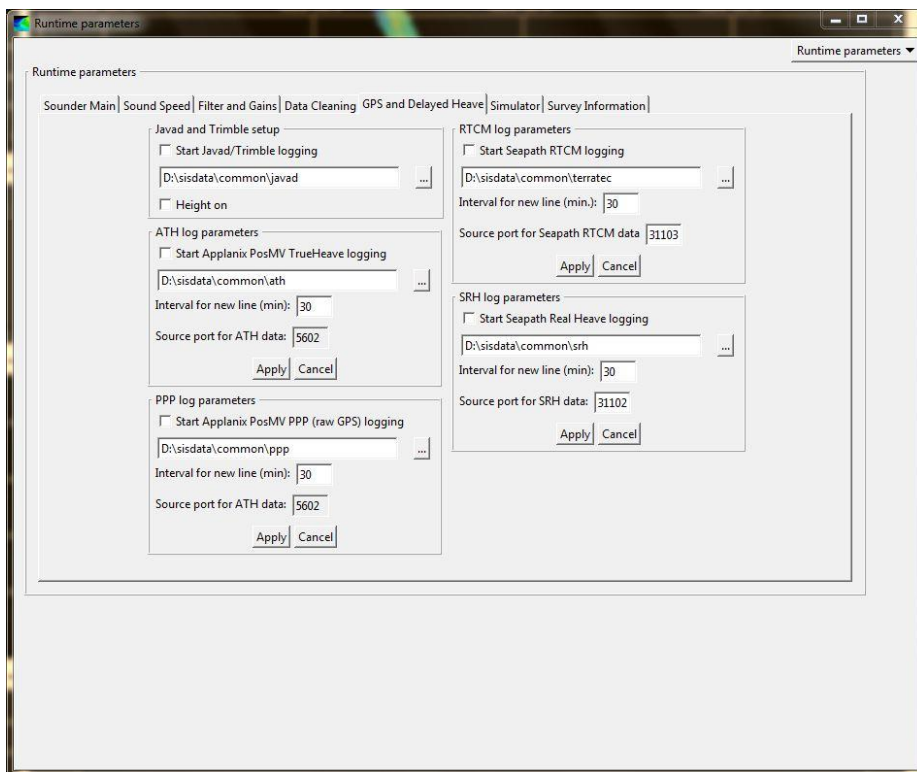 Runtime parameters
Runtime parameters
Runtime parameters
Sounder Main Sound Speed Filter and Gains Data Cleaning GPS and Delayed Heave Simulator Survey Information
Javad and Trimble setup
Start Javad/Trimble logging
D:\sisdata\common\javad
...
Height on
ATH log parameters
Start Applanix PosMV TrueHeave logging
D:\sisdata\common\ath
...
Interval for new line (min): 30
Source port for ATH data: 5602
Apply Cancel
PPP log parameters
Start Applanix PosMV PPP (raw GPS) logging
D:\sisdata\common\ppp
...
Interval for new line (min): 30
Source port for ATH data: 5602
Apply Cancel
RTCM log parameters
Start Seapath RTCM logging
D:\sisdata\common\terratec
...
Interval for new line (min.): 30
Source port for Seapath RTCM data 31103
Apply Cancel
SRH log parameters
Start Seapath Real Heave logging
D:\sisdata\common\srh
...
Interval for new line (min): 30
Source port for SRH data: 31102
Apply Cancel